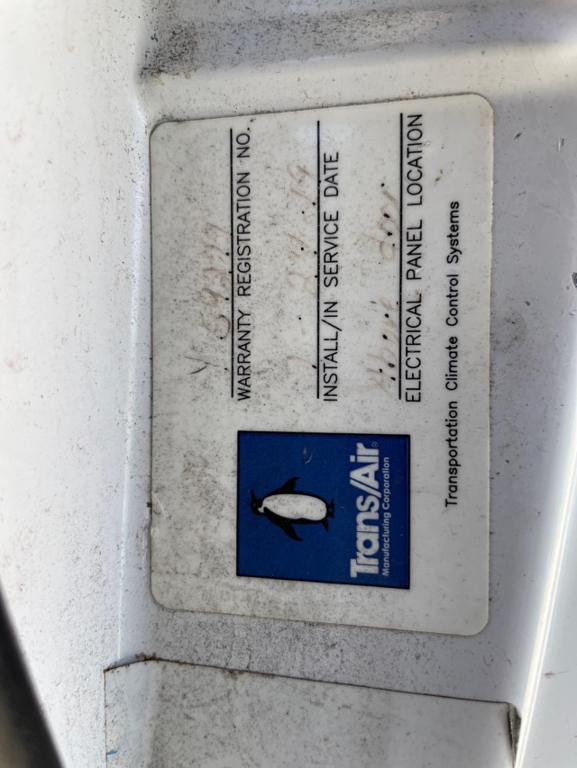 Trans/Air®
Manufacturing Corporation
WARRANTY REGISTRATION NO.
INSTALL/IN SERVICE DATE
ELECTRICAL PANEL LOCATION
Transportation Climate Control Systems